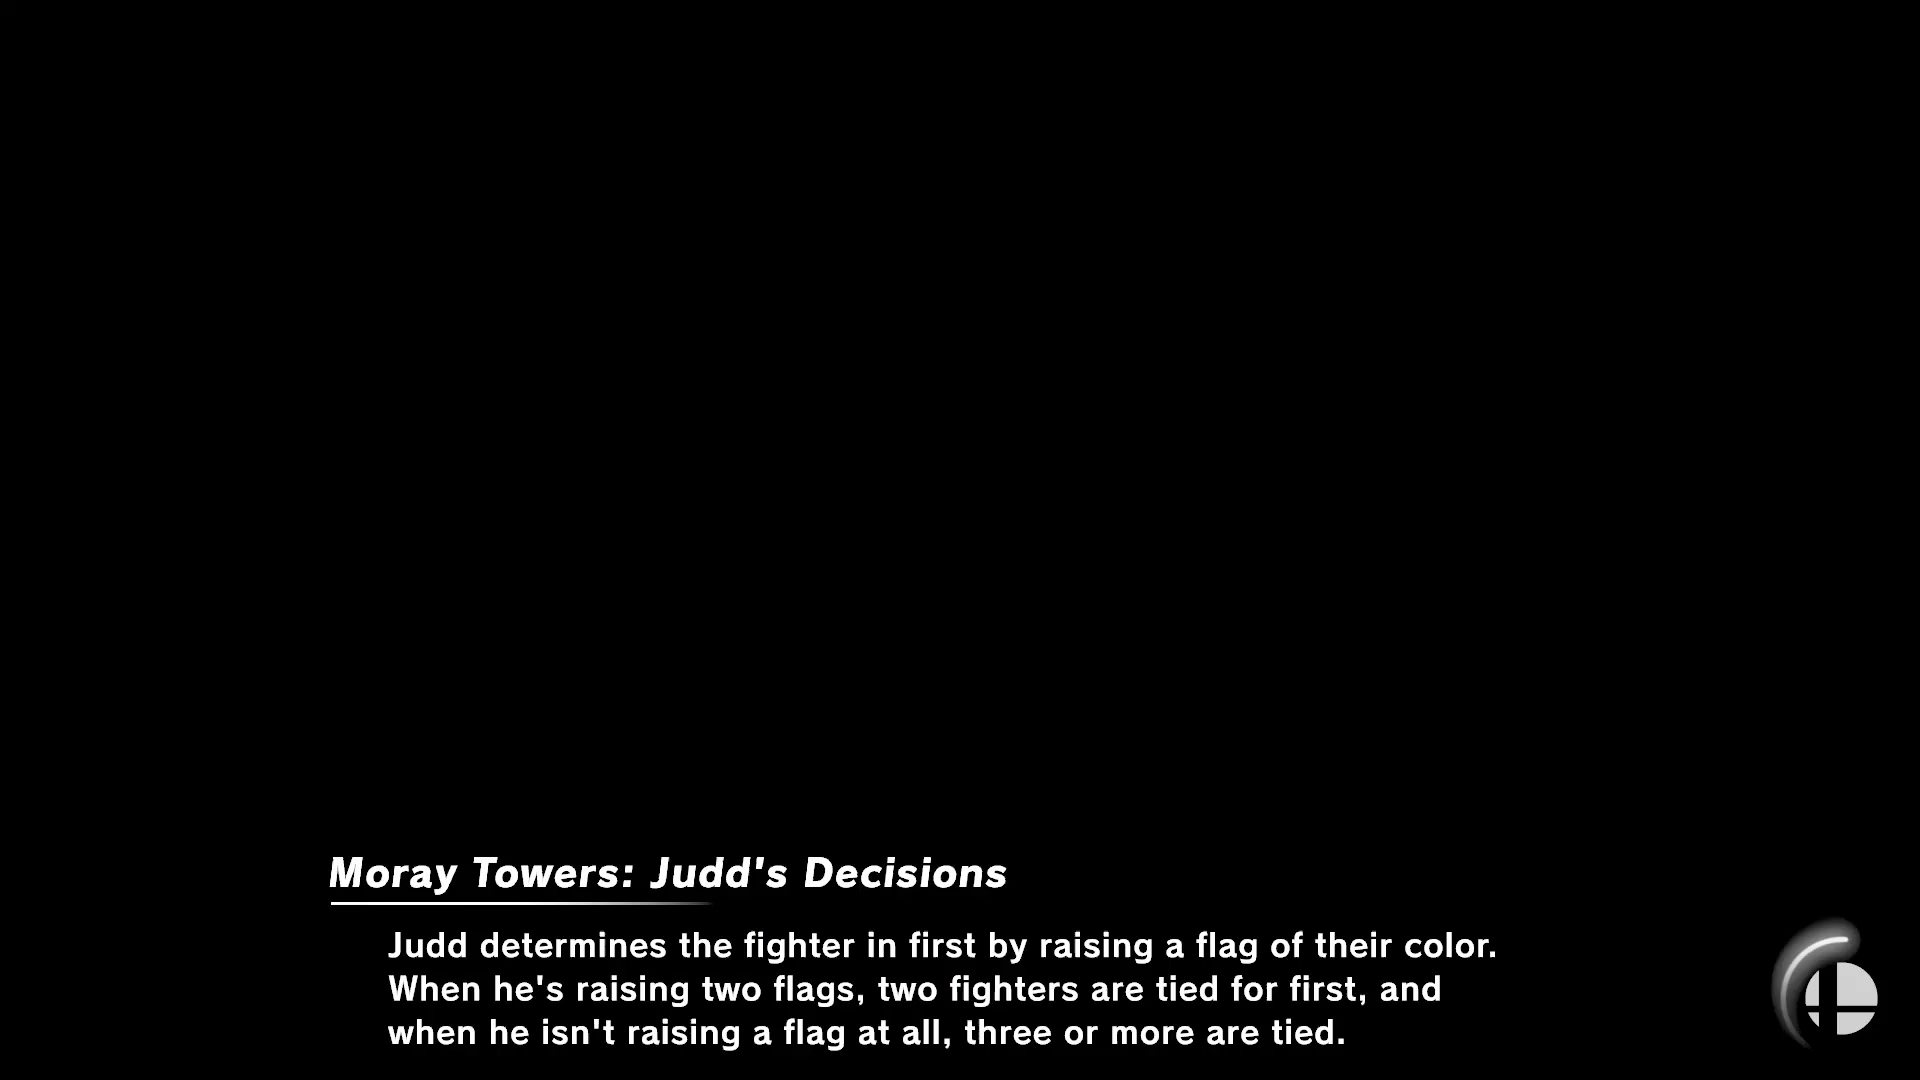 Moray Towers: Judd's Decisions
Judd determines the fighter in first by raising a flag of their color.
When he's raising two flags, two fighters are tied for first, and
when he isn't raising a flag at all, three or more are tied.